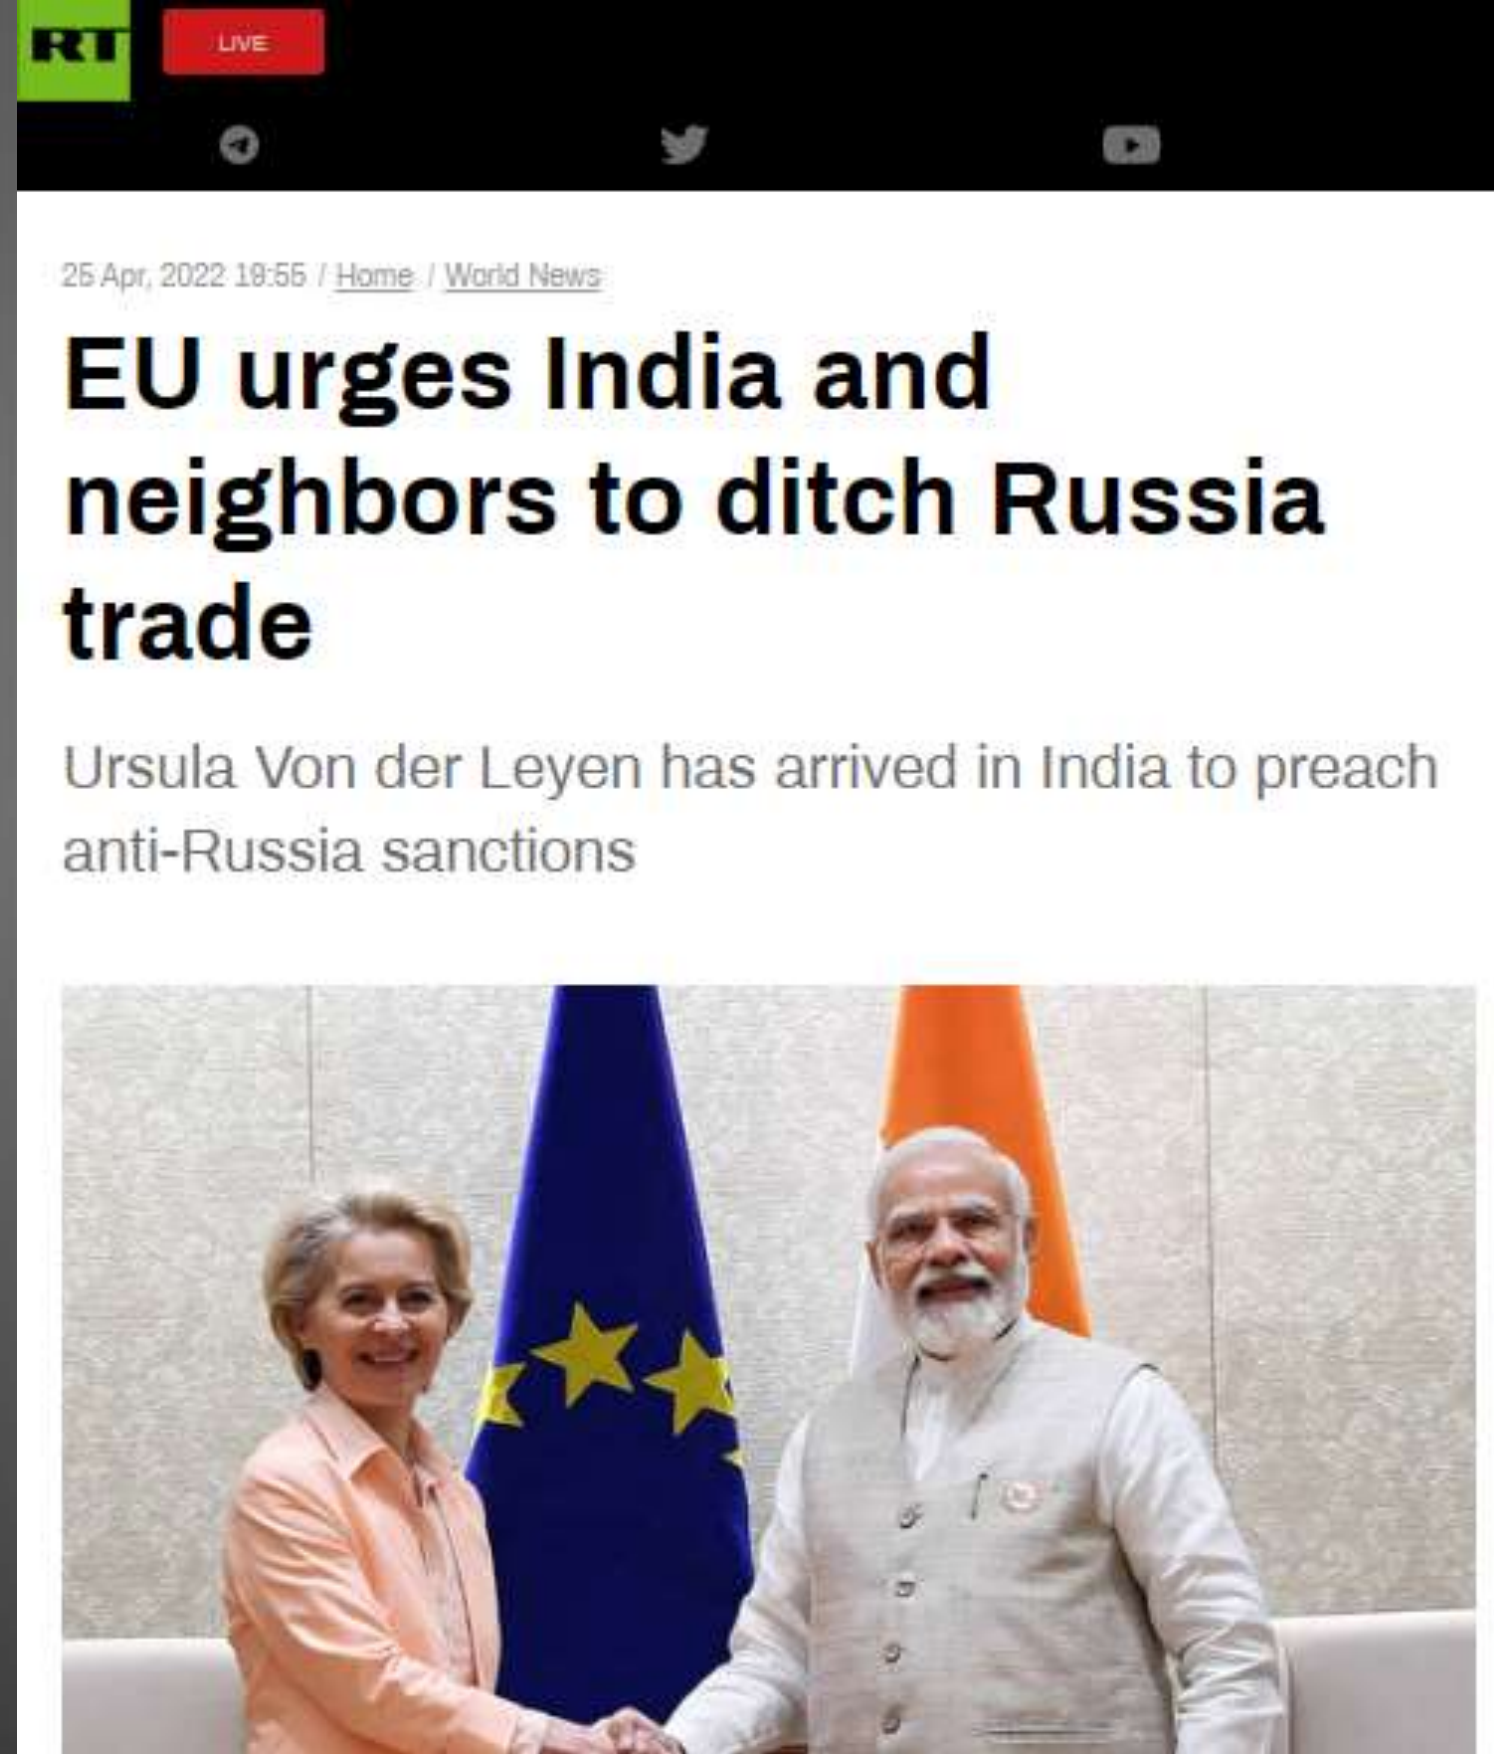 RT
LIVE
25 Apr, 2022 19:55 / Home / World News
EU urges India and
neighbors to ditch Russia
trade
Ursula Von der Leyen has arrived in India to preach
anti-Russia sanctions